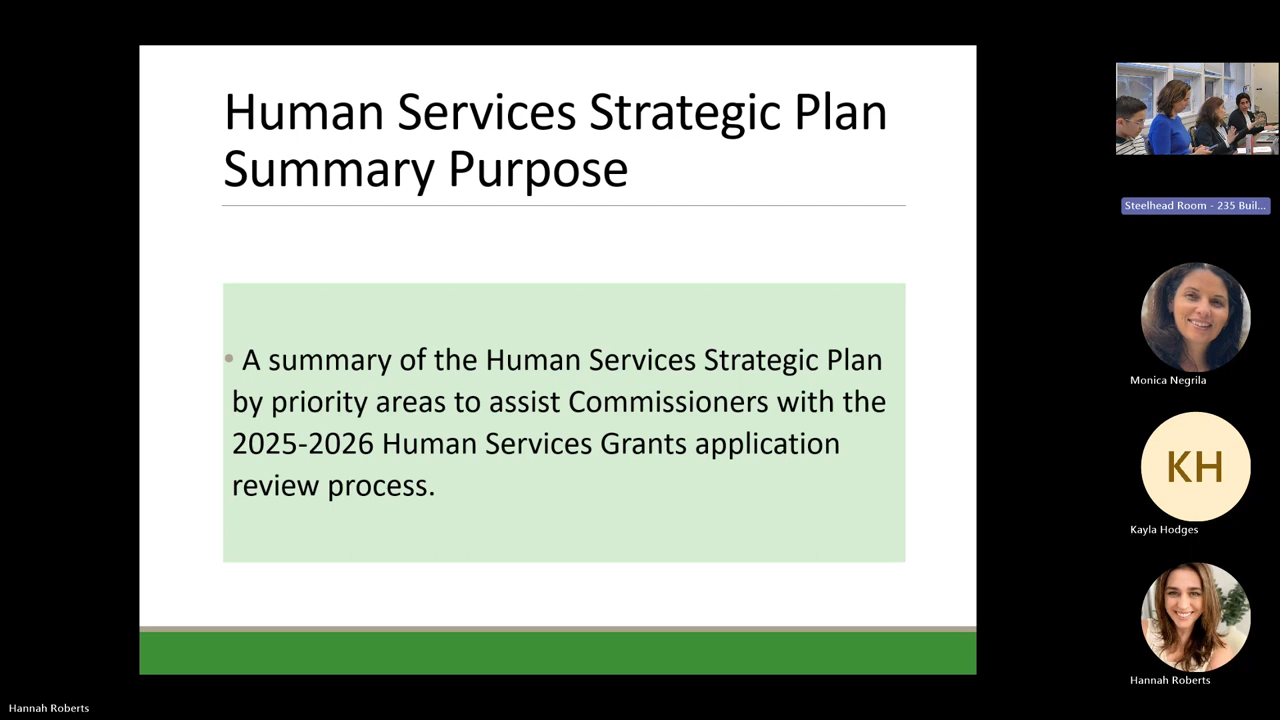 Human Services Strategic Plan
Summary Purpose
• A summary of the Human Services Strategic Plan
by priority areas to assist Commissioners with the
2025-2026 Human Services Grants application
review process.
Steelhead Room - 235 Buil...
Monica Negrila
KH
Kayla Hodges
Hannah Roberts
Hannah Roberts